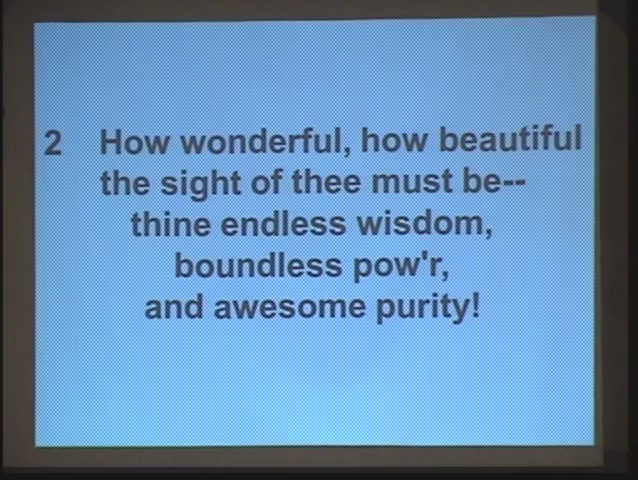 2 How wonderful, how beautiful
the sight of thee must be--
thine endless wisdom,
boundless pow'r,
and awesome purity!